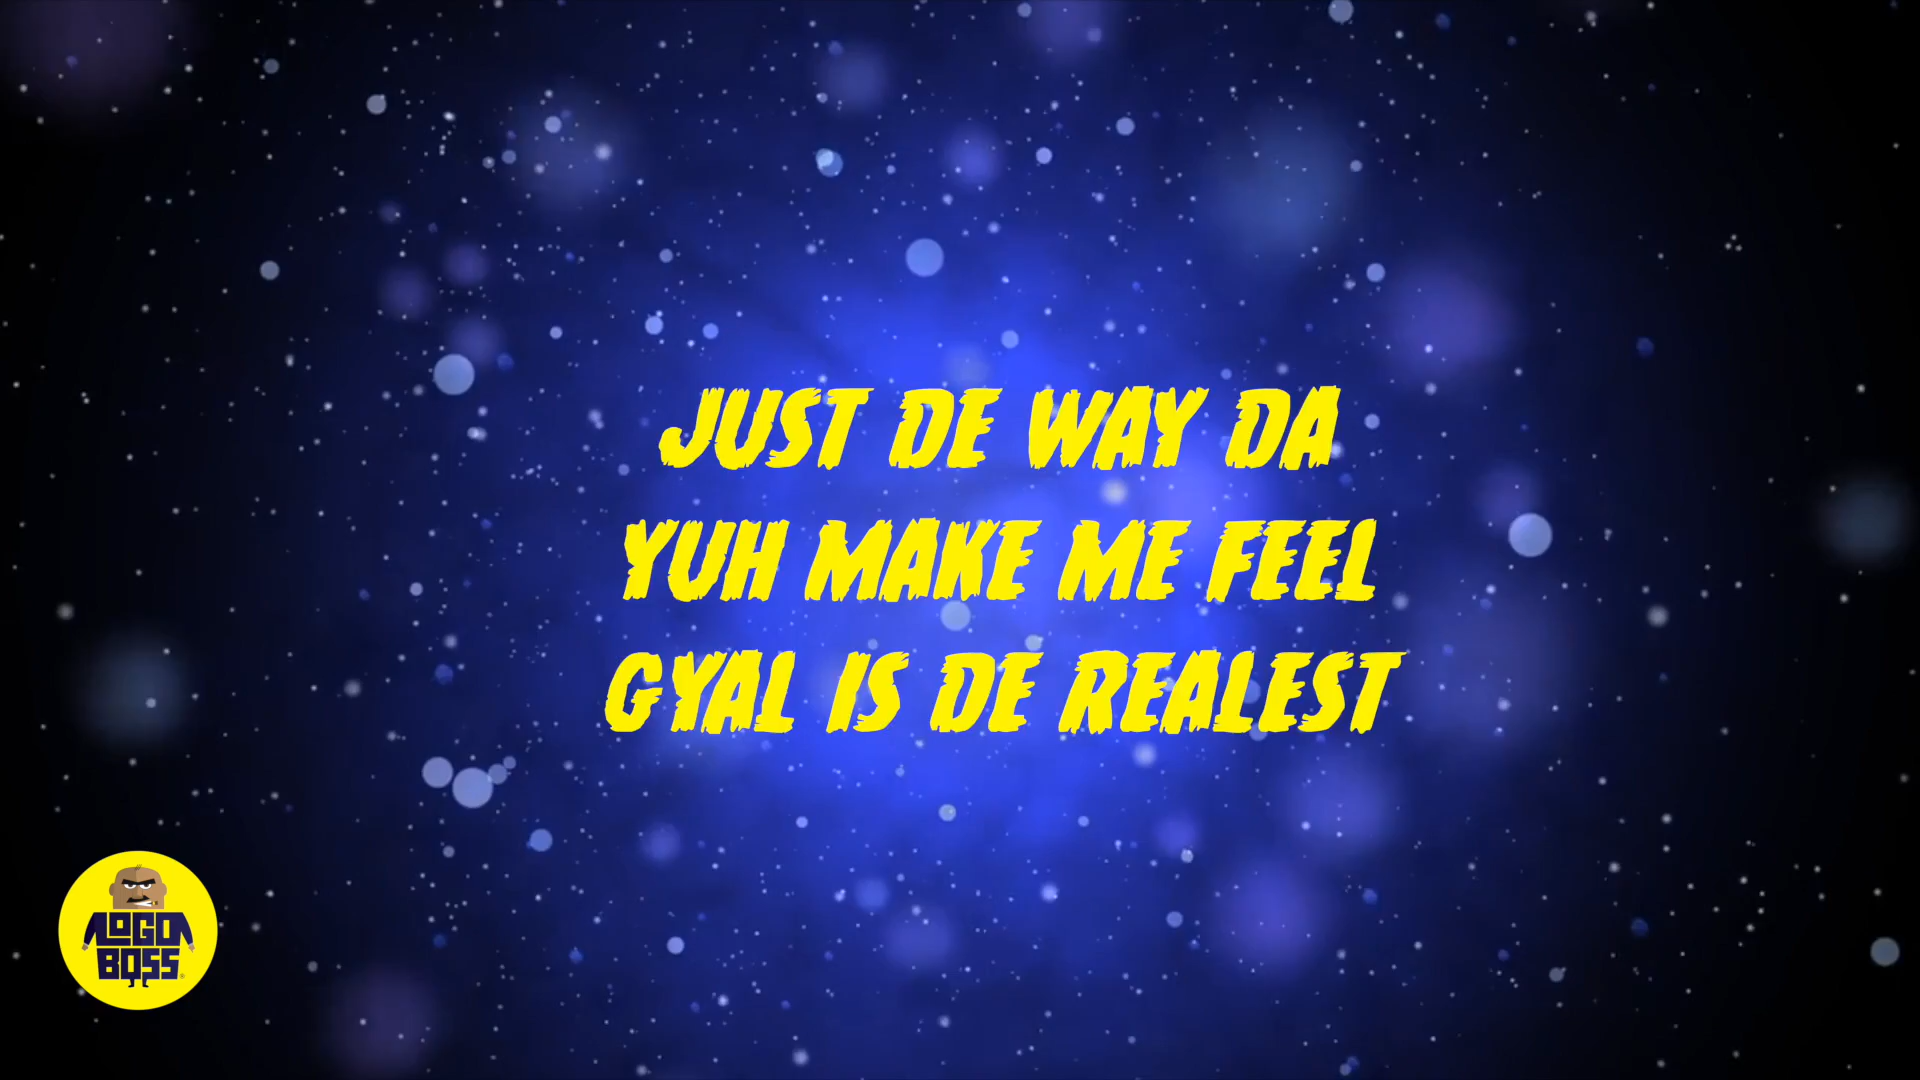 JUST DE WAY DA
YUH MAKE ME FEEL
GYAL IS DE REALEST
LOGO
BOSS